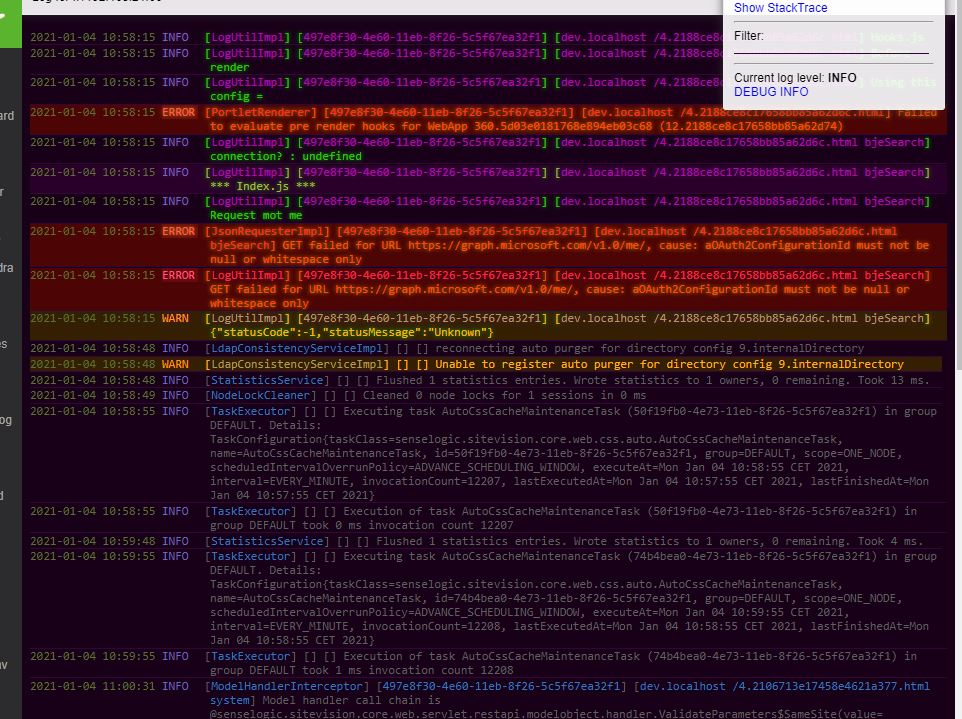 Show StackTrace
Filter:
Current log level: INFO
DEBUG INFO
2021-01-04 10:58:15 INFO [LogUtilImpl] [497e8f30-4e60-11eb-8f26-5c5f67ea32f1] [dev.localhost /4.2188ce8c ] Hooks.js
2021-01-04 10:58:15 INFO [LogUtilImpl] [497e8f30-4e60-11eb-8f26-5c5f67ea32f1] [dev.localhost /4.2188ce8c ] Before
render
2021-01-04 10:58:15 INFO [LogUtilImpl] [497e8f30-4e60-11eb-8f26-5c5f67ea32f1] [dev.localhost /4.2188ce8c ] Using this
config =
2021-01-04 10:58:15 ERROR [PortletRenderer] [497e8f30-4e60-11eb-8f26-5c5f67ea32f1] [dev.localhost /4.2188ce8c17658bb85a62d6c.html] Failed
to evaluate pre render hooks for WebApp 360.5d03e0181768e894eb03c68 (12.2188ce8c17658bb85a62d74)
2021-01-04 10:58:15 INFO [LogUtilImpl] [497e8f30-4e60-11eb-8f26-5c5f67ea32f1] [dev.localhost /4.2188ce8c17658bb85a62d6c.html bjeSearch]
connection? : undefined
2021-01-04 10:58:15 INFO [LogUtilImpl] [497e8f30-4e60-11eb-8f26-5c5f67ea32f1] [dev.localhost /4.2188ce8c17658bb85a62d6c.html bjeSearch]
*** Index.js ***
2021-01-04 10:58:15 INFO [LogUtilImpl] [497e8f30-4e60-11eb-8f26-5c5f67ea32f1] [dev.localhost /4.2188ce8c17658bb85a62d6c.html bjeSearch]
Request mot me
2021-01-04 10:58:15 ERROR [JsonRequesterImpl] [497e8f30-4e60-11eb-8f26-5c5f67ea32f1] [dev.localhost /4.2188ce8c17658bb85a62d6c.html
bjeSearch] GET failed for URL https://graph.microsoft.com/v1.0/me/, cause: aOAuth2ConfigurationId must not be
null or whitespace only
2021-01-04 10:58:15 ERROR [LogUtilImpl] [497e8f30-4e60-11eb-8f26-5c5f67ea32f1] [dev.localhost /4.2188ce8c17658bb85a62d6c.html bjeSearch]
GET failed for URL https://graph.microsoft.com/v1.0/me/, cause: aOAuth2ConfigurationId must not be null or
whitespace only
2021-01-04 10:58:15 WARN [LogUtilImpl] [497e8f30-4e60-11eb-8f26-5c5f67ea32f1] [dev.localhost /4.2188ce8c17658bb85a62d6c.html bjeSearch]
{"statusCode":-1,"statusMessage":"Unknown"}
2021-01-04 10:58:48 INFO [LdapConsistencyServiceImpl] [] [] reconnecting auto purger for directory config 9.internalDirectory
2021-01-04 10:58:48 WARN [LdapConsistencyServiceImpl] [] [] Unable to register auto purger for directory config 9.internalDirectory
2021-01-04 10:58:48 INFO [StatisticsService] [] [] Flushed 1 statistics entries. Wrote statistics to 1 owners, 0 remaining. Took 13 ms.
2021-01-04 10:58:49 INFO [NodeLockCleaner] [] [] Cleaned 0 node locks for 1 sessions in 0 ms
2021-01-04 10:58:55 INFO [TaskExecutor] [] [] Executing task AutoCssCacheMaintenanceTask (50f19fb0-4e73-11eb-8f26-5c5f67ea32f1) in group
DEFAULT. Details:
TaskConfiguration{taskClass=senselogic.sitevision.core.web.css.auto.AutoCssCacheMaintenanceTask,
name=AutoCssCacheMaintenanceTask, id=50f19fb0-4e73-11eb-8f26-5c5f67ea32f1, group=DEFAULT, scope=ONE_NODE,
scheduledIntervalOverrunPolicy=ADVANCE_SCHEDULING_WINDOW, executeAt=Mon Jan 04 10:58:55 CET 2021,
interval=EVERY_MINUTE, invocationCount=12207, lastExecutedAt=Mon Jan 04 10:57:55 CET 2021, lastFinishedAt=Mon
Jan 04 10:57:55 CET 2021}
2021-01-04 10:58:55 INFO [TaskExecutor] [] [] Execution of task AutoCssCacheMaintenanceTask (50f19fb0-4e73-11eb-8f26-5c5f67ea32f1) in
group DEFAULT took 0 ms invocation count 12207
2021-01-04 10:59:48 INFO [StatisticsService] [] [] Flushed 1 statistics entries. Wrote statistics to 1 owners, 0 remaining. Took 4 ms.
2021-01-04 10:59:55 INFO [TaskExecutor] [] [] Executing task AutoCssCacheMaintenanceTask (74b4bea0-4e73-11eb-8f26-5c5f67ea32f1) in group
DEFAULT. Details:
TaskConfiguration{taskClass=senselogic.sitevision.core.web.css.auto.AutoCssCacheMaintenanceTask,
name=AutoCssCacheMaintenanceTask, id=74b4bea0-4e73-11eb-8f26-5c5f67ea32f1, group=DEFAULT, scope=ONE_NODE,
scheduledIntervalOverrunPolicy=ADVANCE_SCHEDULING_WINDOW, executeAt=Mon Jan 04 10:59:55 CET 2021,
interval=EVERY_MINUTE, invocationCount=12208, lastExecutedAt=Mon Jan 04 10:58:55 CET 2021, lastFinishedAt=Mon
Jan 04 10:58:55 CET 2021}
2021-01-04 10:59:55 INFO [TaskExecutor] [] [] Execution of task AutoCssCacheMaintenanceTask (74b4bea0-4e73-11eb-8f26-5c5f67ea32f1) in
group DEFAULT took 1 ms invocation count 12208
2021-01-04 11:00:31 INFO [ModelHandlerInterceptor] [497e8f30-4e60-11eb-8f26-5c5f67ea32f1] [dev.localhost /4.2106713e17458e4621a377.html
system] Model handler call chain is
@senselogic.sitevision.core.web.servlet.restapi.modelobject.handler.ValidateParameters$SameSite(value=